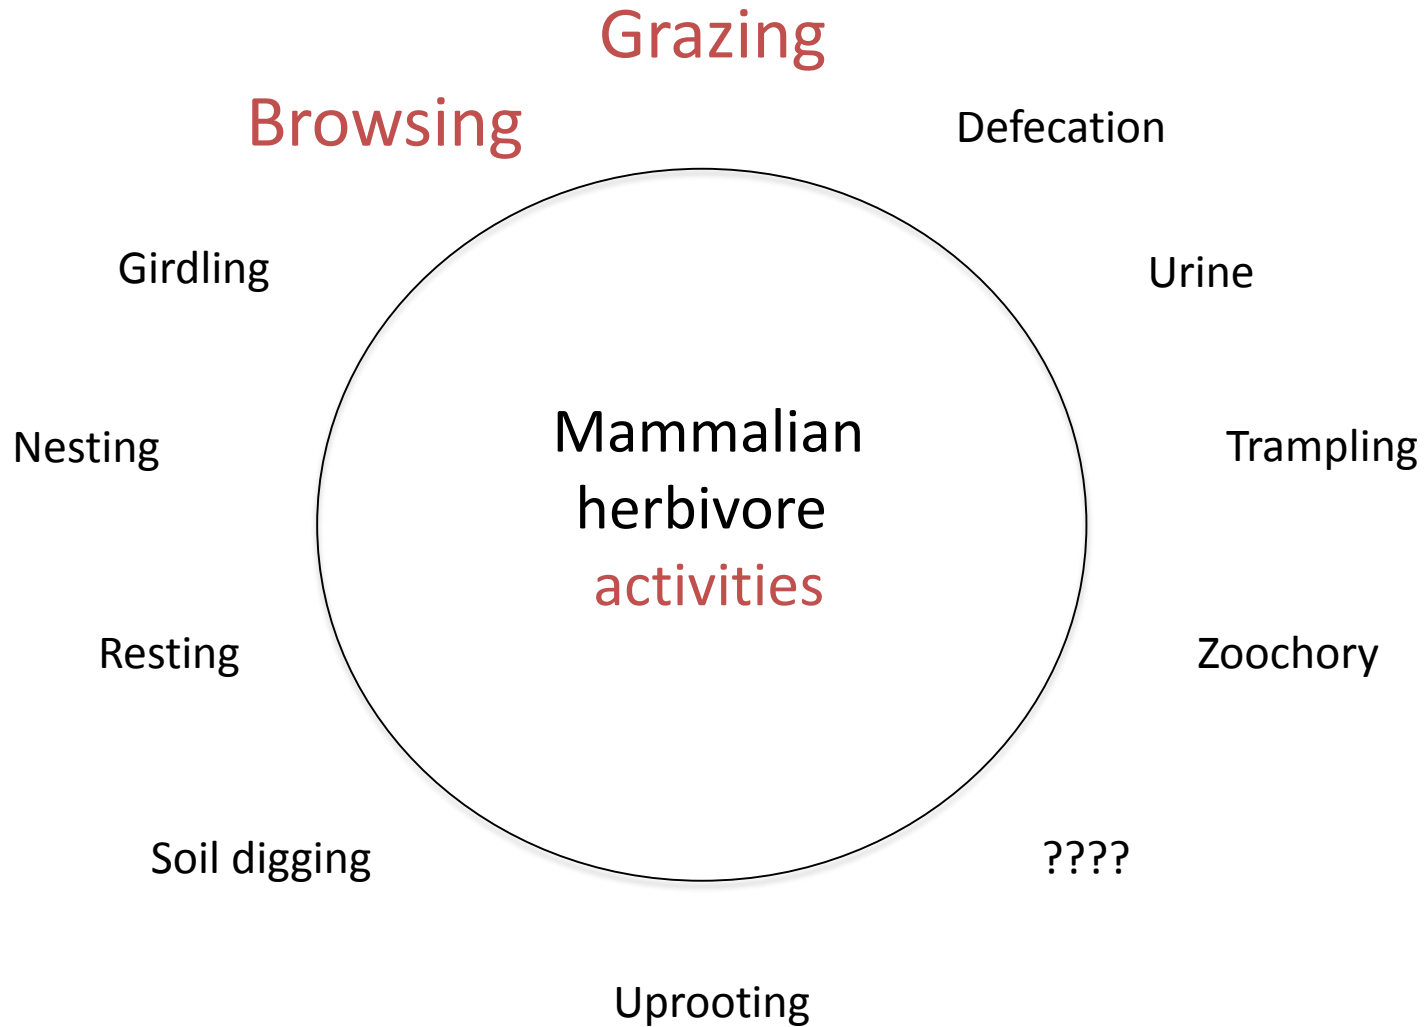 Grazing
Browsing
Defecation
Girdling
Urine
Nesting
Mammalian
herbivore
activities
Trampling
Resting
Zoochory
Soil digging
????
Uprooting